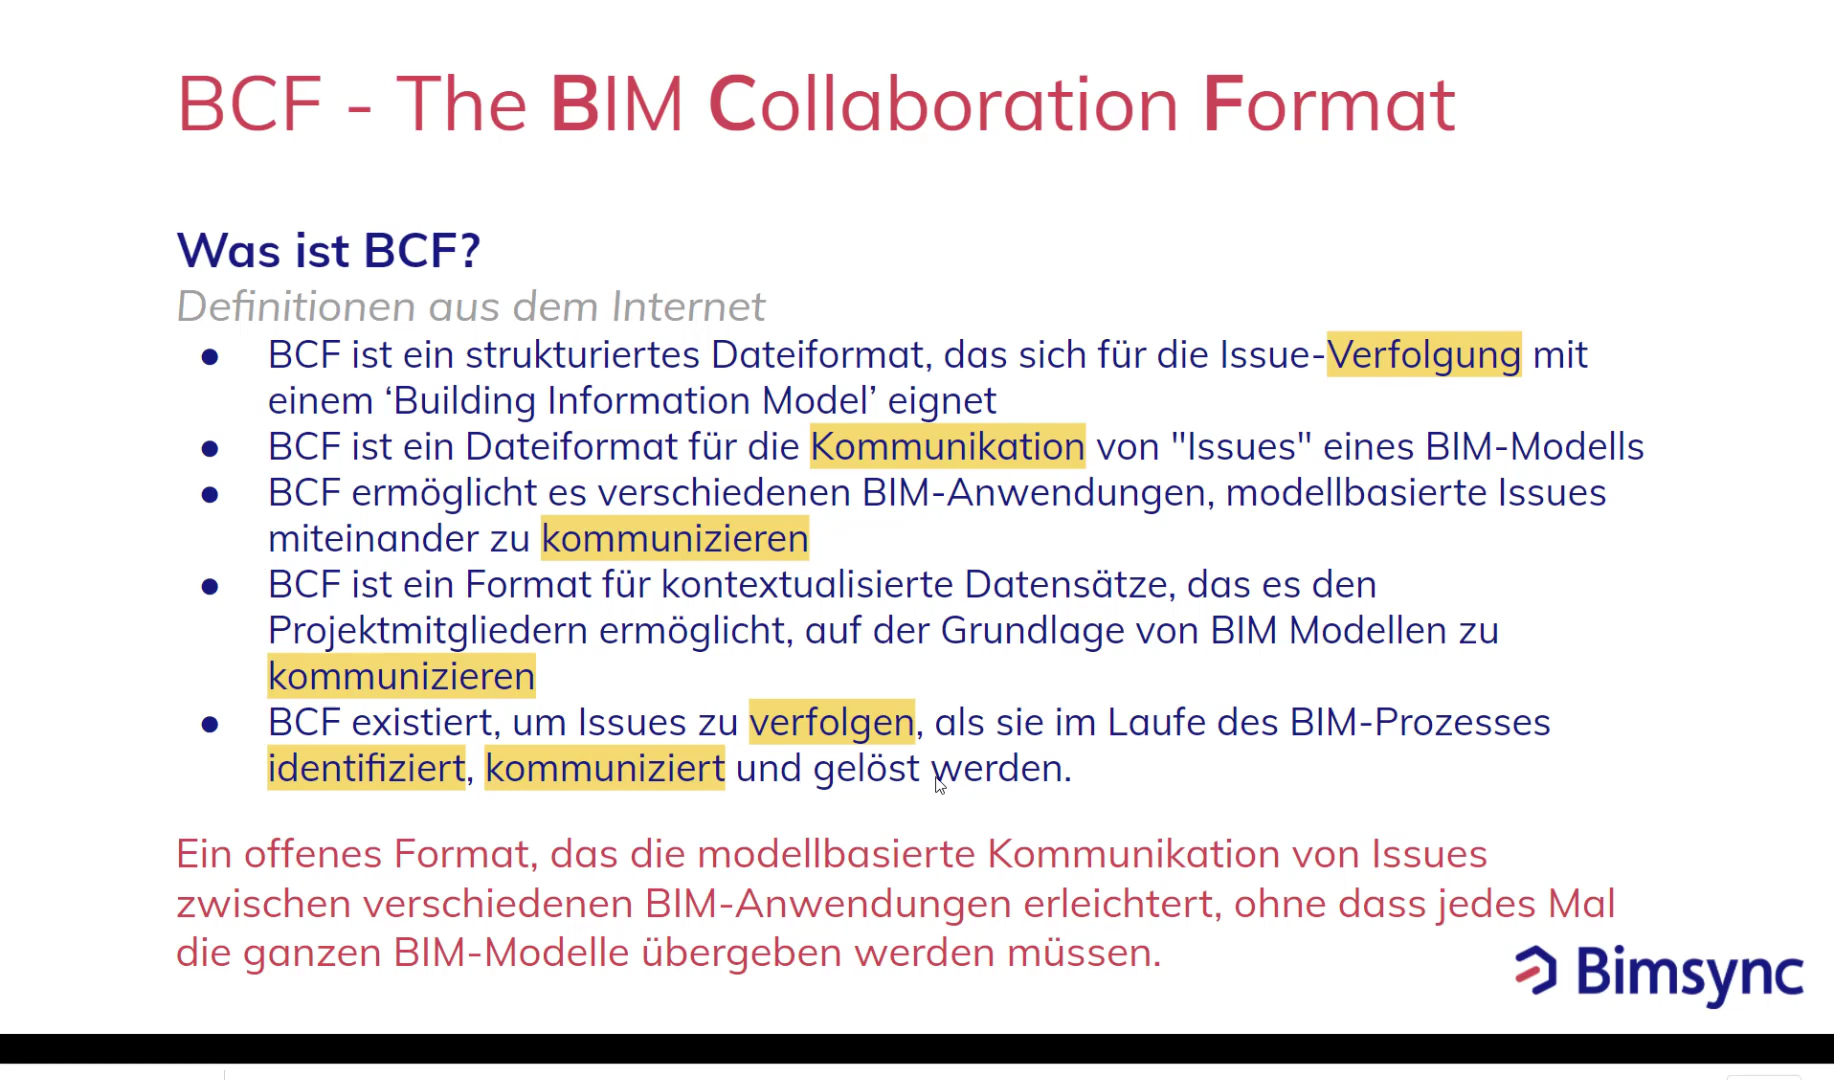 BCF - The BIM Collaboration Format
Was ist BCF?
Definitionen aus dem Internet
● BCF ist ein strukturiertes Dateiformat, das sich für die Issue-Verfolgung mit
einem ‘Building Information Model’ eignet
● BCF ist ein Dateiformat für die Kommunikation von "Issues" eines BIM-Modells
● BCF ermöglicht es verschiedenen BIM-Anwendungen, modellbasierte Issues
miteinander zu kommunizieren
● BCF ist ein Format für kontextualisierte Datensätze, das es den
Projektmitgliedern ermöglicht, auf der Grundlage von BIM Modellen zu
kommunizieren
● BCF existiert, um Issues zu verfolgen, als sie im Laufe des BIM-Prozesses
identifiziert, kommuniziert und gelöst werden.
Ein offenes Format, das die modellbasierte Kommunikation von Issues
zwischen verschiedenen BIM-Anwendungen erleichtert, ohne dass jedes Mal
die ganzen BIM-Modelle übergeben werden müssen.
Bimsync